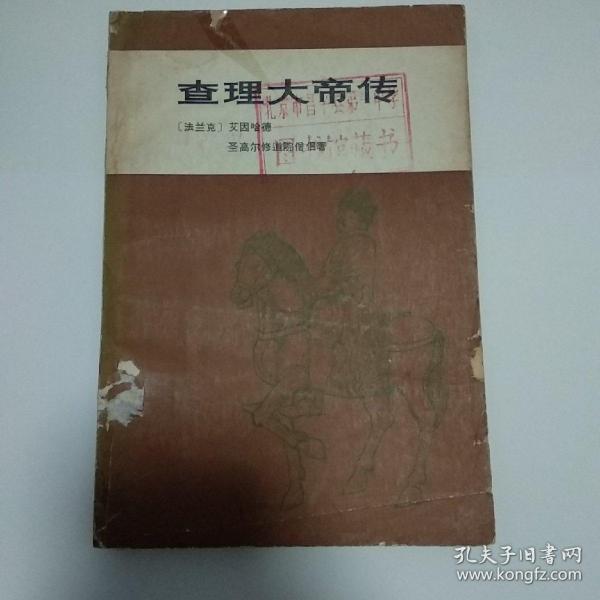 查理大帝传
〔法兰克〕艾因哈德
圣高尔修道院僧侣著
图书馆藏书
孔夫子旧书网
www.kongfz.com